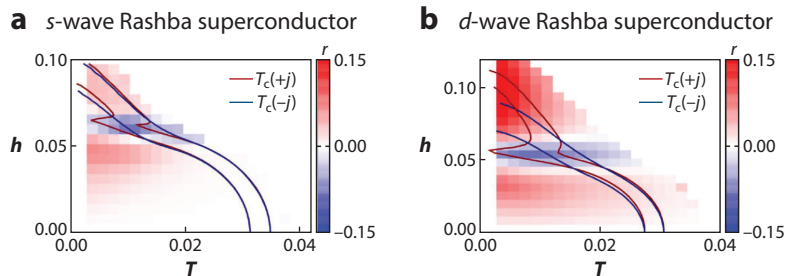 a s-wave Rashba superconductor
0.10
0.05
0.00
h
0.00
0.02
0.04
T
Tc(+j)
Tc(−j)
r
0.15
0.00
−0.15
b d-wave Rashba superconductor
0.10
0.05
0.00
h
0.00
0.02
0.04
T
Tc(+j)
Tc(−j)
r
0.15
0.00
−0.15